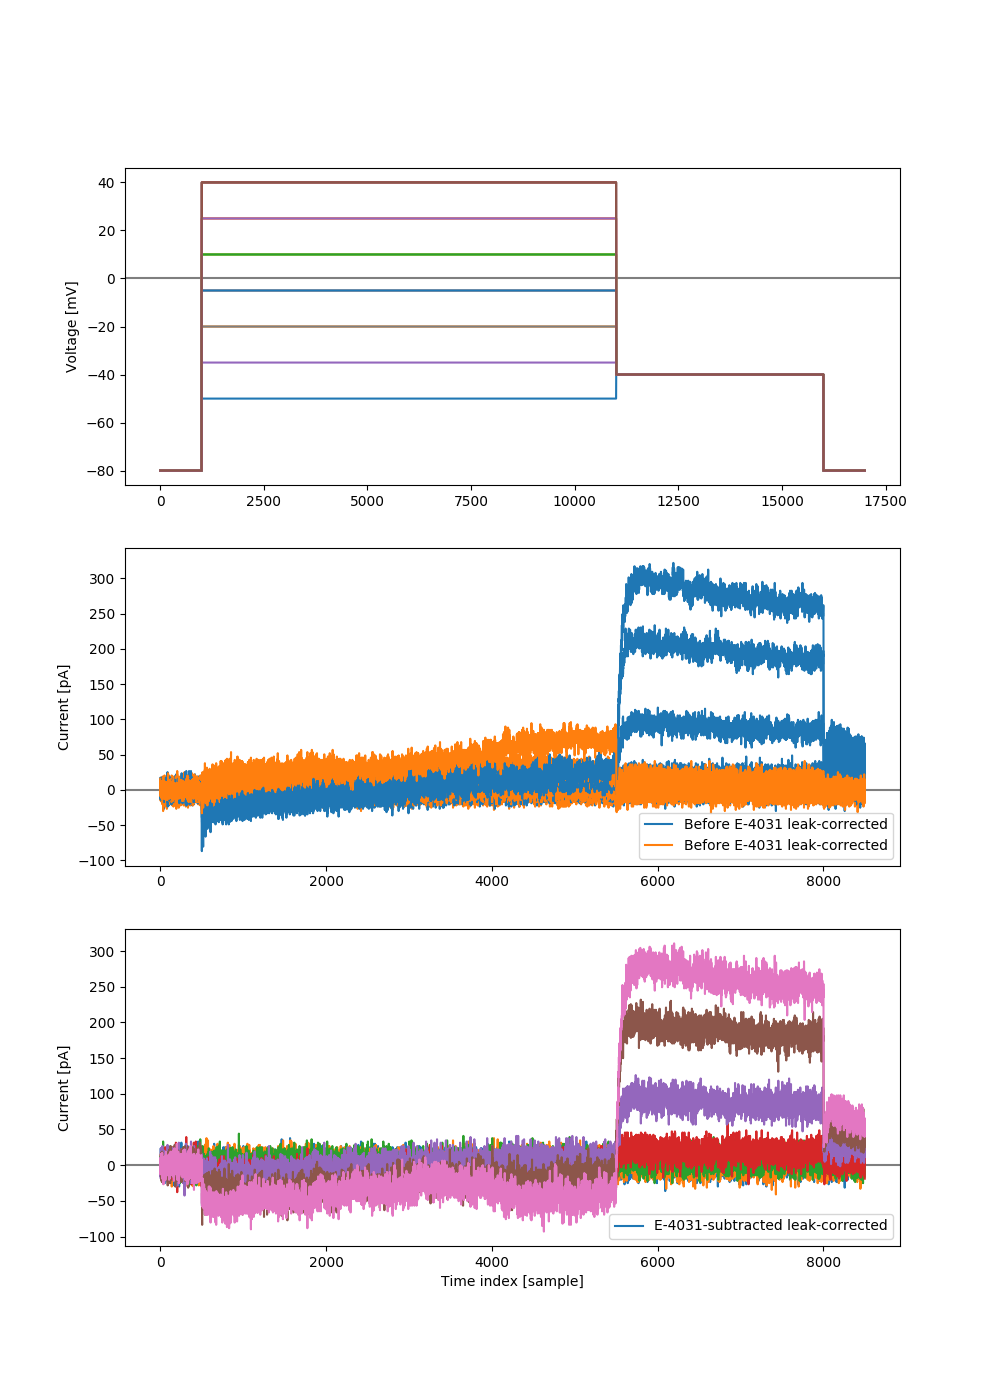 40
20
0
−20
−40
−60
−80
Voltage [mV]
0 2500 5000 7500 10000 12500 15000 17500
300
250
200
150
100
50
0
−50
−100
Current [pA]
Before E-4031 leak-corrected
Before E-4031 leak-corrected
0 2000 4000 6000 8000
300
250
200
150
100
50
0
−50
−100
Current [pA]
E-4031-subtracted leak-corrected
0 2000 4000 6000 8000
Time index [sample]